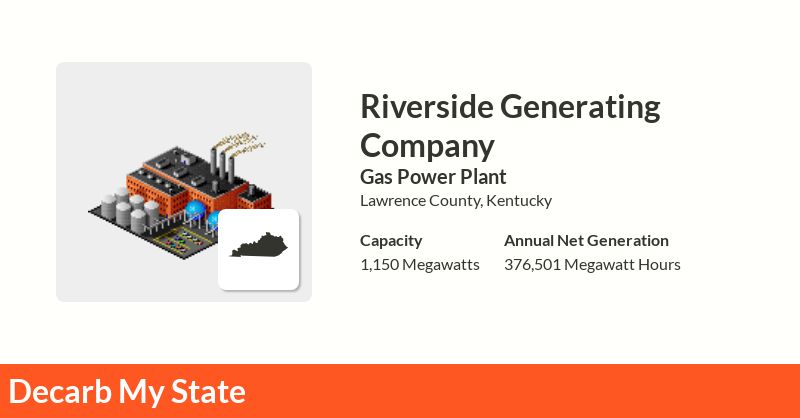 Riverside Generating
Company
Gas Power Plant
Lawrence County, Kentucky
Capacity
1,150 Megawatts
Annual Net Generation
376,501 Megawatt Hours
Decarb My State